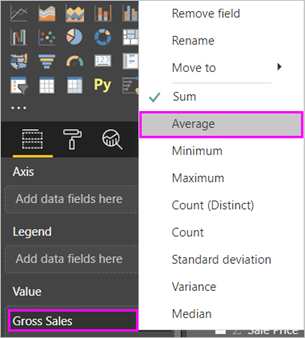 Remove field
Rename
Move to
Sum
Average
Minimum
Maximum
Count (Distinct)
Count
Standard deviation
Variance
Median
Py
Axis
Add data fields here
Legend
Add data fields here
Value
Gross Sales
Sale Price